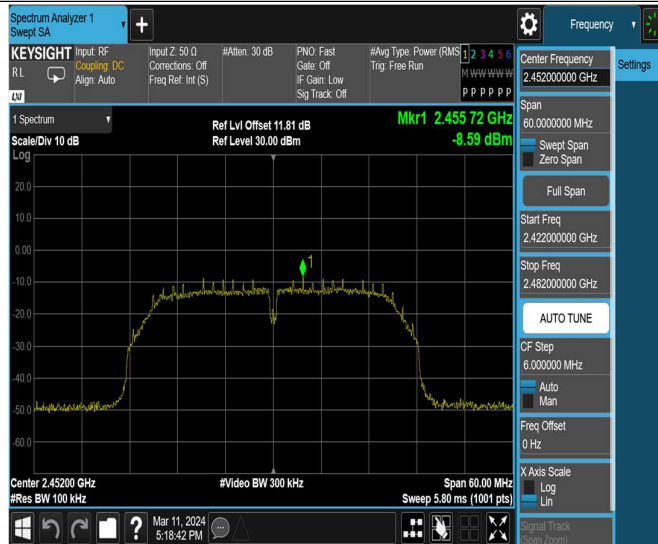 Spectrum Analyzer 1
Swept SA
Frequency
KEYSIGHT
RL
LXI
Input: RF
Coupling: DC
Align: Auto
Input Z: 50 Ω
Corrections: Off
Freq Ref: Int (S)
#Atten: 30 dB
PNO: Fast
Gate: Off
IF Gain: Low
Sig Track: Off
#Avg Type: Power (RMS
Trig: Free Run
1 2 3 4 5 6
M W W W W W
P P P P P P
1 Spectrum
Scale/Div 10 dB
Log
Ref Lvl Offset 11.81 dB
Ref Level 30.00 dBm
Mkr1 2.455 72 GHz
-8.59 dBm
20.0
10.0
0.00
-10.0
-20.0
-30.0
-40.0
-50.0
-60.0
1
Center 2.45200 GHz
#Res BW 100 kHz
#Video BW 300 kHz
Span 60.00 MHz
Sweep 5.80 ms (1001 pts)
Mar 11, 2024
5:18:42 PM
Center Frequency
2.452000000 GHz
Settings
Span
60.0000000 MHz
Swept Span
Zero Span
Full Span
Start Freq
2.422000000 GHz
Stop Freq
2.482000000 GHz
AUTO TUNE
CF Step
6.000000 MHz
Auto
Man
Freq Offset
0 Hz
X Axis Scale
Log
Lin
Signal Track
(Span Zoom)